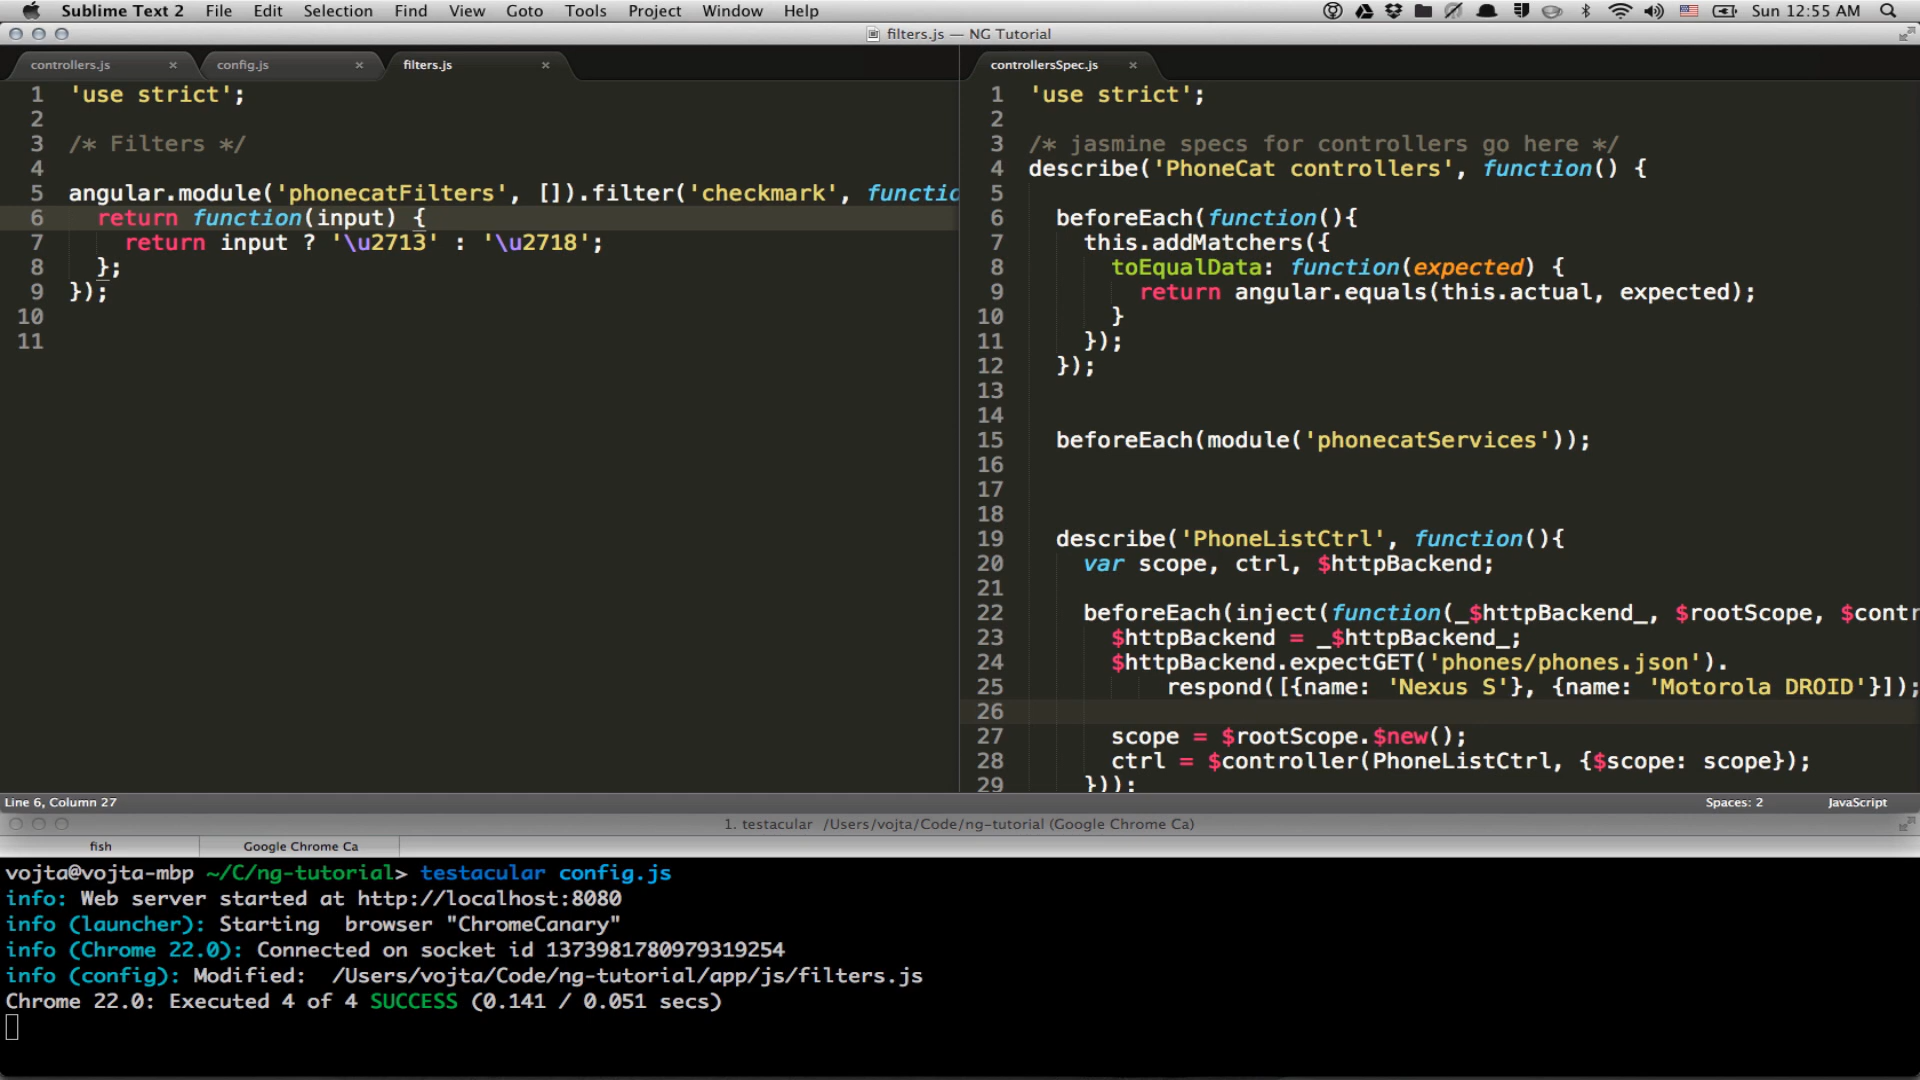 Sublime Text 2 File Edit Selection Find View Goto Tools Project Window Help Sun 12:55 AM
filters.js — NG Tutorial
controllers.js × config.js × filters.js ×
1 'use strict';
2
3 /* Filters */
4
5 angular.module('phonecatFilters', []).filter('checkmark', functio
6 return function(input) {
7 return input ? '\u2713' : '\u2718';
8 };
9 });
10
11
controllersSpec.js ×
1 'use strict';
2
3 /* jasmine specs for controllers go here */
4 describe('PhoneCat controllers', function() {
5
6 beforeEach(function(){
7 this.addMatchers({
8 toEqualData: function(expected) {
9 return angular.equals(this.actual, expected);
10 }
11 });
12 });
13
14
15 beforeEach(module('phonecatServices'));
16
17
18
19 describe('PhoneListCtrl', function(){
20 var scope, ctrl, $httpBackend;
21
22 beforeEach(inject(function(_$httpBackend_, $rootScope, $contr
23 $httpBackend = _$httpBackend_;
24 $httpBackend.expectGET('phones/phones.json').
25 respond([{name: 'Nexus S'}, {name: 'Motorola DROID'}]);
26
27 scope = $rootScope.$new();
28 ctrl = $controller(PhoneListCtrl, {$scope: scope});
29 }));
Line 6, Column 27 Spaces: 2 JavaScript
1. testacular /Users/vojta/Code/ng-tutorial (Google Chrome Ca)
fish Google Chrome Ca
vojta@vojta-mbp ~/C/ng-tutorial> testacular config.js
info: Web server started at http://localhost:8080
info (launcher): Starting browser "ChromeCanary"
info (Chrome 22.0): Connected on socket id 1373981780979319254
info (config): Modified: /Users/vojta/Code/ng-tutorial/app/js/filters.js
Chrome 22.0: Executed 4 of 4 SUCCESS (0.141 / 0.051 secs)